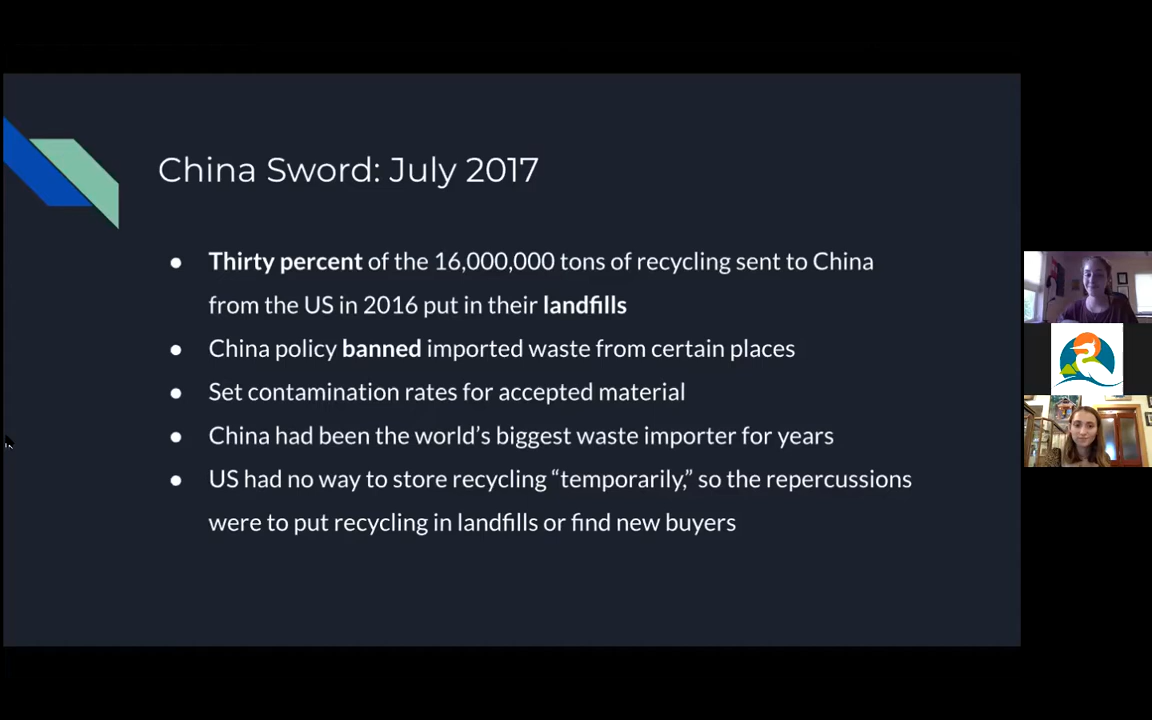 China Sword: July 2017
● Thirty percent of the 16,000,000 tons of recycling sent to China
from the US in 2016 put in their landfills
● China policy banned imported waste from certain places
● Set contamination rates for accepted material
● China had been the world’s biggest waste importer for years
● US had no way to store recycling “temporarily,” so the repercussions
were to put recycling in landfills or find new buyers